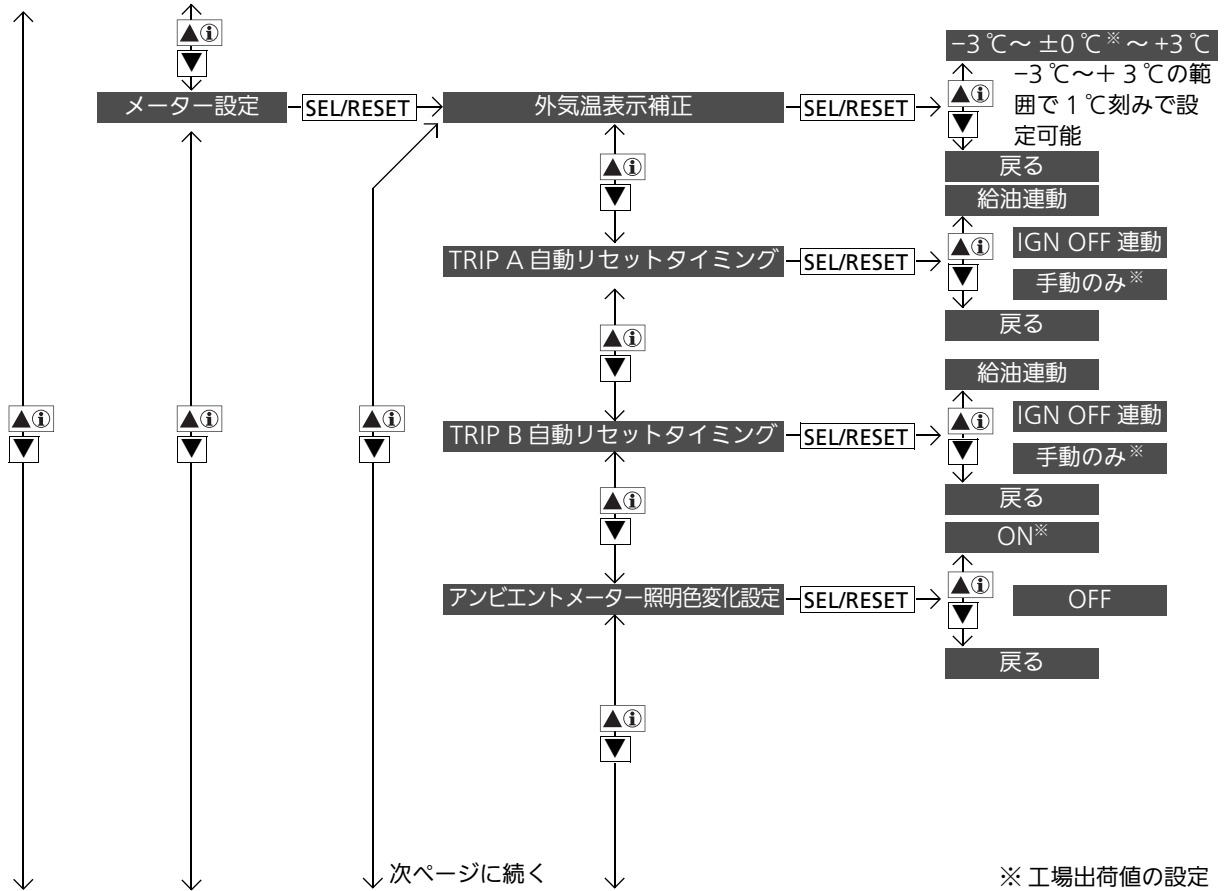 −3 ℃～ ±0 ℃※ ～ +3 ℃
−3 ℃～＋ 3 ℃の範
囲で 1 ℃刻みで設
定可能
メーター設定
SEL/RESET
外気温表示補正
SEL/RESET
戻る
給油連動
TRIP A 自動リセットタイミング
SEL/RESET
IGN OFF 連動
手動のみ※
戻る
給油連動
TRIP B 自動リセットタイミング
SEL/RESET
IGN OFF 連動
手動のみ※
戻る
ON※
アンビエントメーター照明色変化設定
SEL/RESET
OFF
戻る
次ページに続く
※ 工場出荷値の設定